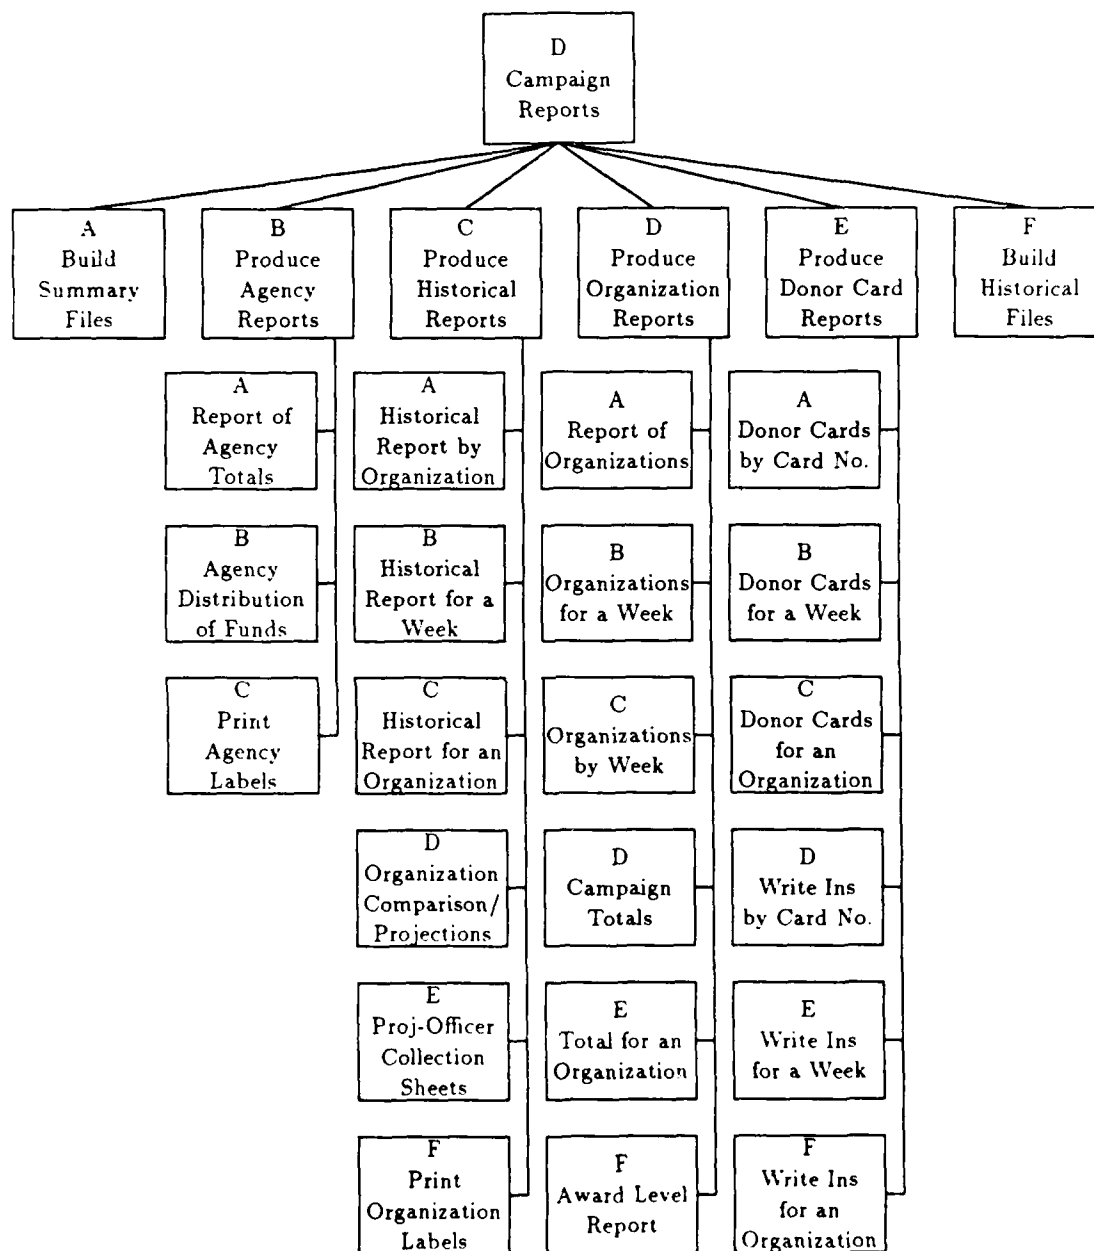 D
Campaign
Reports
A
Build
Summary
Files
B
Produce
Agency
Reports
C
Produce
Historical
Reports
D
Produce
Organization
Reports
E
Produce
Donor Card
Reports
F
Build
Historical
Files
A
Report of
Agency
Totals
B
Agency
Distribution
of Funds
C
Print
Agency
Labels
A
Historical
Report by
Organization
B
Historical
Report for a
Week
C
Historical
Report for an
Organization
D
Organization
Comparison/
Projections
E
Proj-Officer
Collection
Sheets
F
Print
Organization
Labels
A
Report of
Organizations
B
Organizations
for a Week
C
Organizations
by Week
D
Campaign
Totals
E
Total for an
Organization
F
Award Level
Report
A
Donor Cards
by Card No.
B
Donor Cards
for a Week
C
Donor Cards
for an
Organization
D
Write Ins
by Card No.
E
Write Ins
for a Week
F
Write Ins
for an
Organization